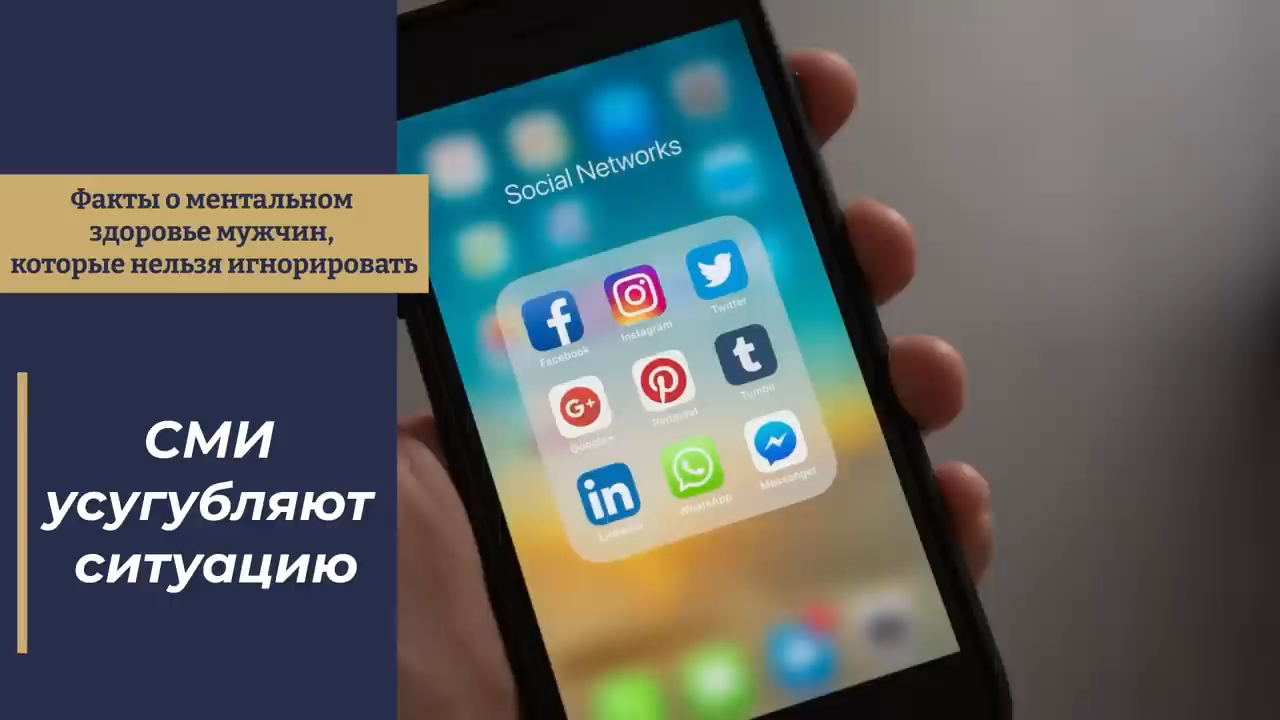 Факты о ментальном
здоровье мужчин,
которые нельзя игнорировать
СМИ
усугубляют
ситуацию
Social Networks
Facebook
Instagram
Twitter
Google+
Pinterest
Tumblr
LinkedIn
WhatsApp
Messenger